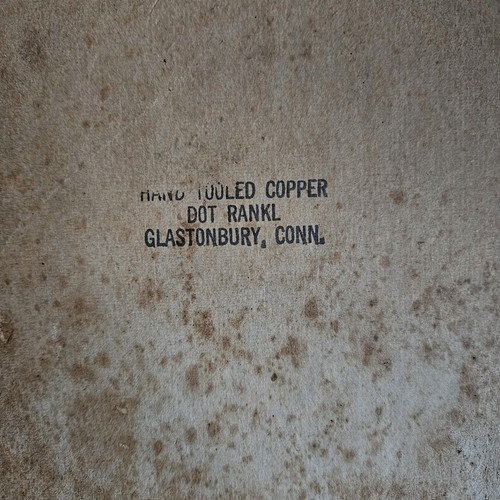 HAND TOOLED COPPER
DOT RANKL
GLASTONBURY, CONN.